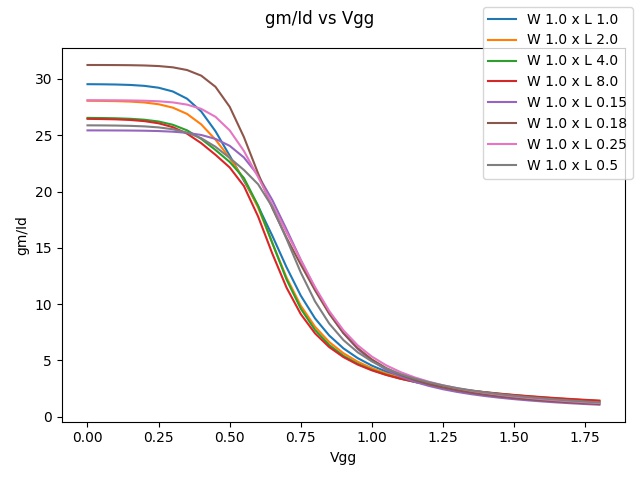 gm/Id vs Vgg
W 1.0 x L 1.0
W 1.0 x L 2.0
W 1.0 x L 4.0
W 1.0 x L 8.0
W 1.0 x L 0.15
W 1.0 x L 0.18
W 1.0 x L 0.25
W 1.0 x L 0.5
gm/Id
30
25
20
15
10
5
0
0.00 0.25 0.50 0.75 1.00 1.25 1.50 1.75
Vgg